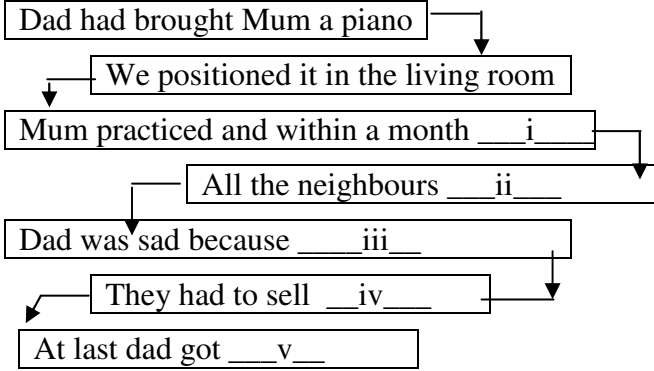 Dad had brought Mum a piano
We positioned it in the living room
Mum practiced and within a month ___i____
All the neighbours ___ii___
Dad was sad because ____iii__
They had to sell __iv___
At last dad got ___v__